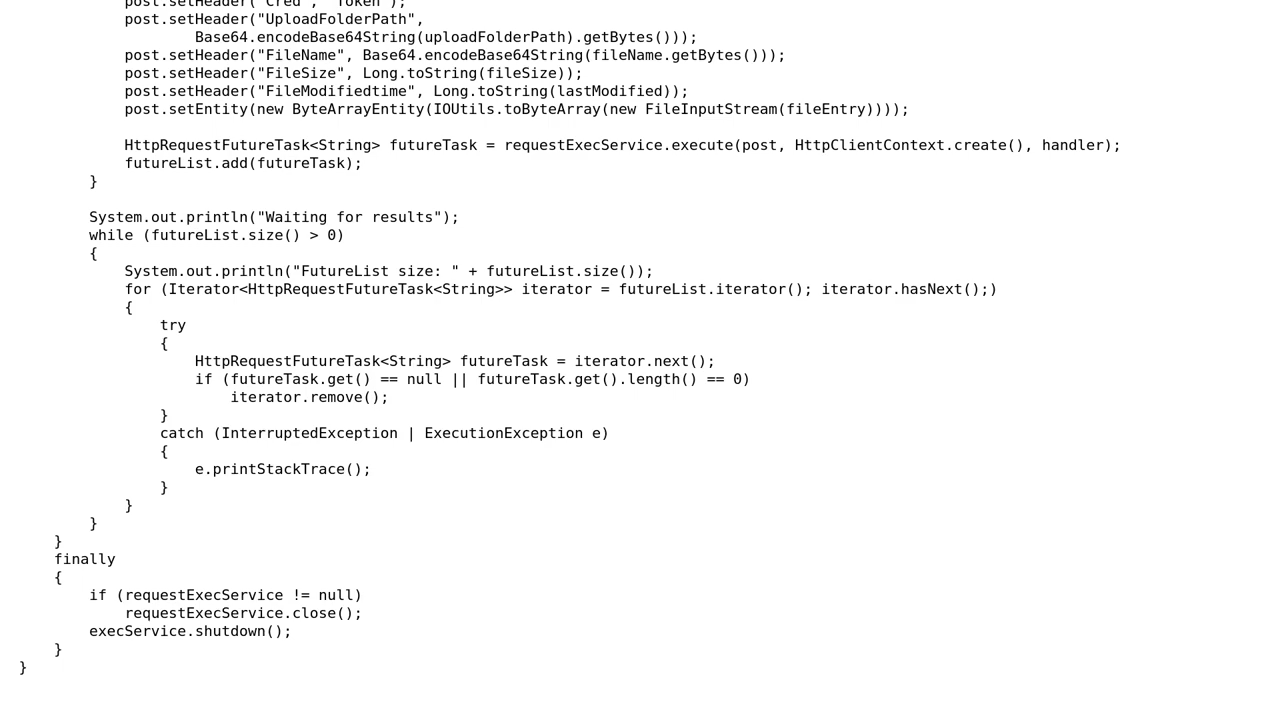 post.setHeader("Cred", "Token");
post.setHeader("UploadFolderPath",
Base64.encodeBase64String(uploadFolderPath).getBytes()));
post.setHeader("FileName", Base64.encodeBase64String(fileName.getBytes()));
post.setHeader("FileSize", Long.toString(fileSize));
post.setHeader("FileModifiedtime", Long.toString(lastModified));
post.setEntity(new ByteArrayEntity(IOUtils.toByteArray(new FileInputStream(fileEntry))));
HttpRequestFutureTask<String> futureTask = requestExecService.execute(post, HttpClientContext.create(), handler);
futureList.add(futureTask);
}
System.out.println("Waiting for results");
while (futureList.size() > 0)
{
System.out.println("FutureList size: " + futureList.size());
for (Iterator<HttpRequestFutureTask<String>> iterator = futureList.iterator(); iterator.hasNext();)
{
try
{
HttpRequestFutureTask<String> futureTask = iterator.next();
if (futureTask.get() == null || futureTask.get().length() == 0)
iterator.remove();
}
catch (InterruptedException | ExecutionException e)
{
e.printStackTrace();
}
}
}
}
finally
{
if (requestExecService != null)
requestExecService.close();
execService.shutdown();
}
}